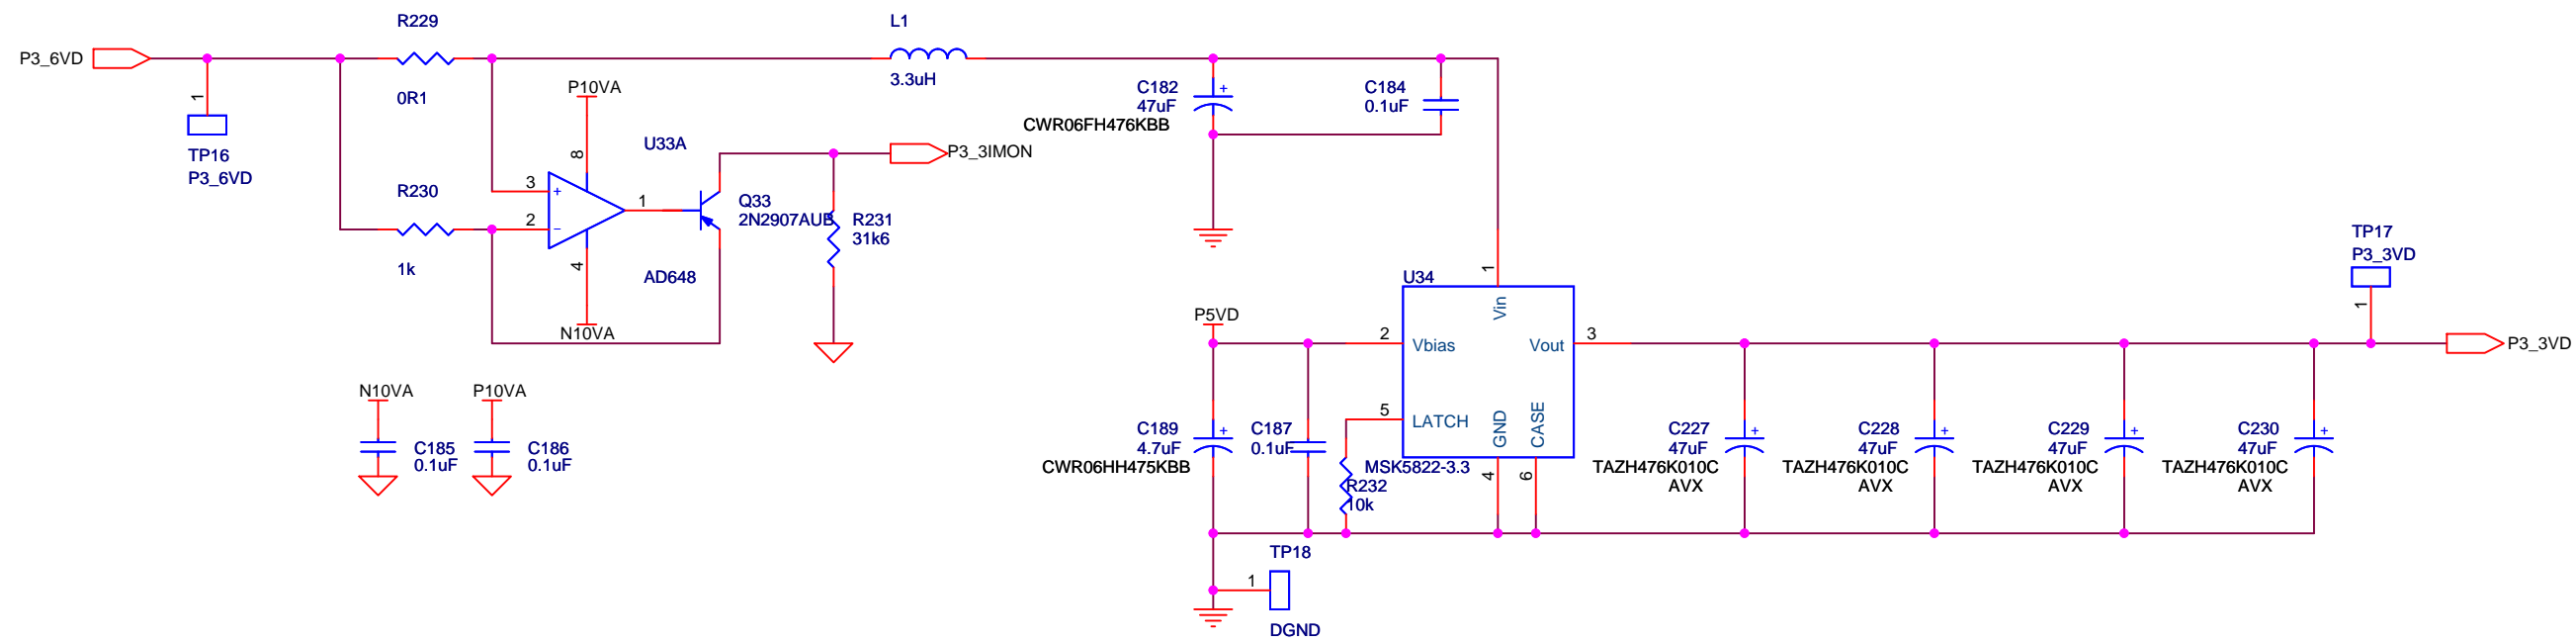 R229
L1
P3_6VD
3.3uH
0R1
P10VA
C182
47uF
CWR06FH476KBB
C184
0.1uF
1
TP16
P3_6VD
8
U33A
P3_3IMON
R230
3
+
2
-
1
Q33
2N2907AUB
R231
31k6
1k
4
AD648
N10VA
TP17
P3_3VD
1
U34
1
Vin
P5VD
2
Vbias
Vout
3
P3_3VD
N10VA
P10VA
5
LATCH
GND
CASE
C185
0.1uF
C186
0.1uF
C189
4.7uF
CWR06HH475KBB
+
C187
0.1uF
MSK5822-3.3
R232
10k
4
6
C227
47uF
TAZH476K010C
AVX
+
C228
47uF
TAZH476K010C
AVX
+
C229
47uF
TAZH476K010C
AVX
+
C230
47uF
TAZH476K010C
AVX
+
TP18
1
DGND